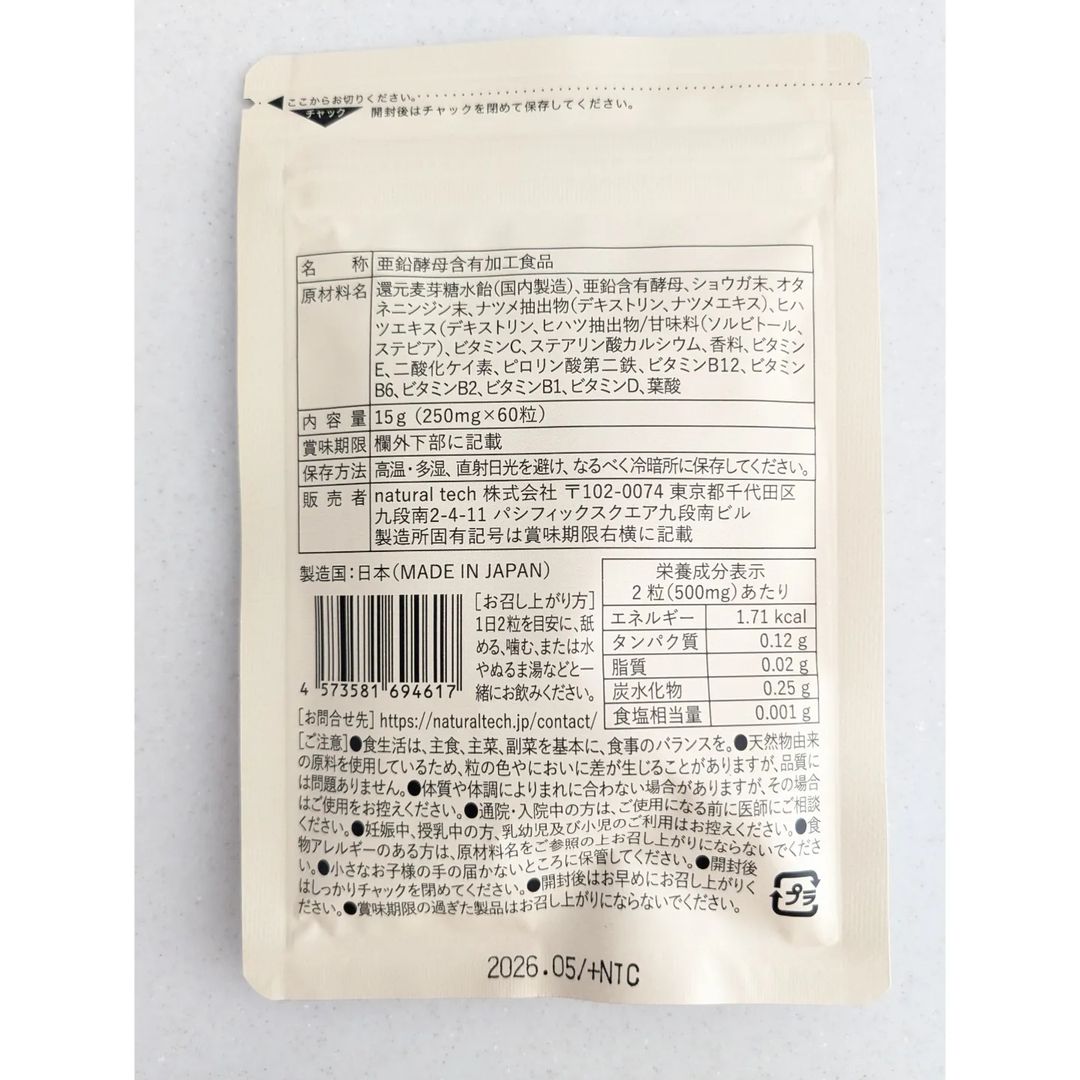 ここからお切りください。
チャック 開封後はチャックを閉めて保存してください。
名 称 亜鉛酵母含有加工食品
原材料名 還元麦芽糖水飴(国内製造)、亜鉛含有酵母、ショウガ末、オタ
ネニンジン末、ナツメ抽出物(デキストリン、ナツメエキス)、ヒハ
ツエキス(デキストリン、ヒハツ抽出物/甘味料(ソルビトール、
ステビア)、ビタミンC、ステアリン酸カルシウム、香料、ビタミン
E、二酸化ケイ素、ピロリン酸第二鉄、ビタミンB12、ビタミン
B6、ビタミンB2、ビタミンB1、ビタミンD、葉酸
内 容 量 15g (250mg×60粒)
賞味期限 欄外下部に記載
保存方法 高温・多湿、直射日光を避け、なるべく冷暗所に保存してください。
販 売 者 natural tech 株式会社 〒102-0074 東京都千代田区
九段南2-4-11 パシフィックスクエア九段南ビル
製造所固有記号は賞味期限右横に記載
製造国:日本(MADE IN JAPAN)
4 573581 694617
[お召し上がり方]
1日2粒を目安に、舐
める、噛む、または水
やぬるま湯などと一
緒にお飲みください。
栄養成分表示
2粒(500mg)あたり
エネルギー 1.71 kcal
タンパク質 0.12 g
脂質 0.02 g
炭水化物 0.25 g
食塩相当量 0.001 g
[お問合せ先] https://naturaltech.jp/contact/
[ご注意]●食生活は、主食、主菜、副菜を基本に、食事のバランスを。●天然物由来
の原料を使用しているため、粒の色やにおいに差が生じることがありますが、品質に
は問題ありません。●体質や体調によりまれに合わない場合がありますが、その場合
はご使用をお控えください。●通院・入院中の方は、ご使用になる前に医師にご相談
ください。●妊娠中、授乳中の方、乳幼児及び小児のご利用はお控えください。●食
物アレルギーのある方は、原材料名をご参照の上お召し上がりにならないでくださ
い。●小さなお子様の手の届かないところに保管してください。●開封後
はしっかりチャックを閉めてください。●開封後はお早めにお召し上がりく
ださい。●賞味期限の過ぎた製品はお召し上がりにならないでください。
プラ
2026.05/+NTC